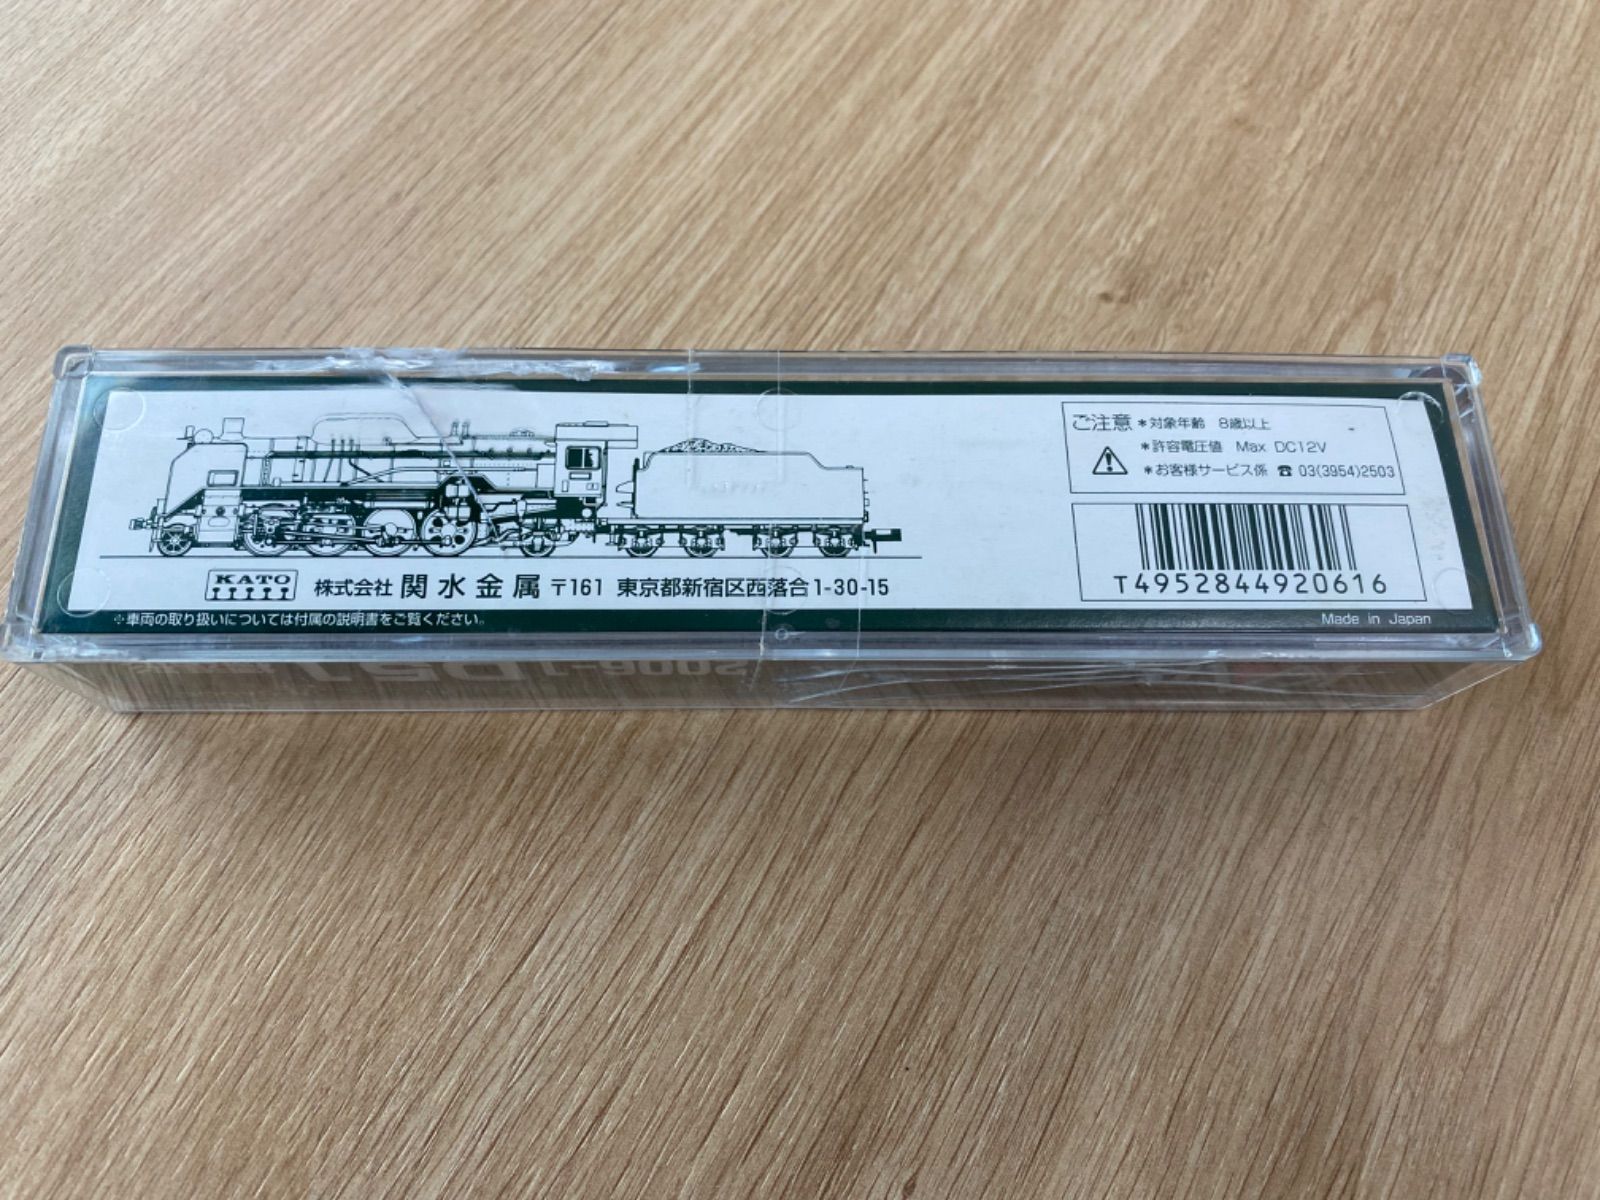 ご注意 *対象年齢 8歳以上
*許容電圧値 Max DC12V
*お客様サービス係 ☎ 03(3954)2503
T4952844920616
KATO 株式会社 関水金属 〒161 東京都新宿区西落合1-30-15
※車両の取り扱いについては付属の説明書をご覧ください。
Made in Japan